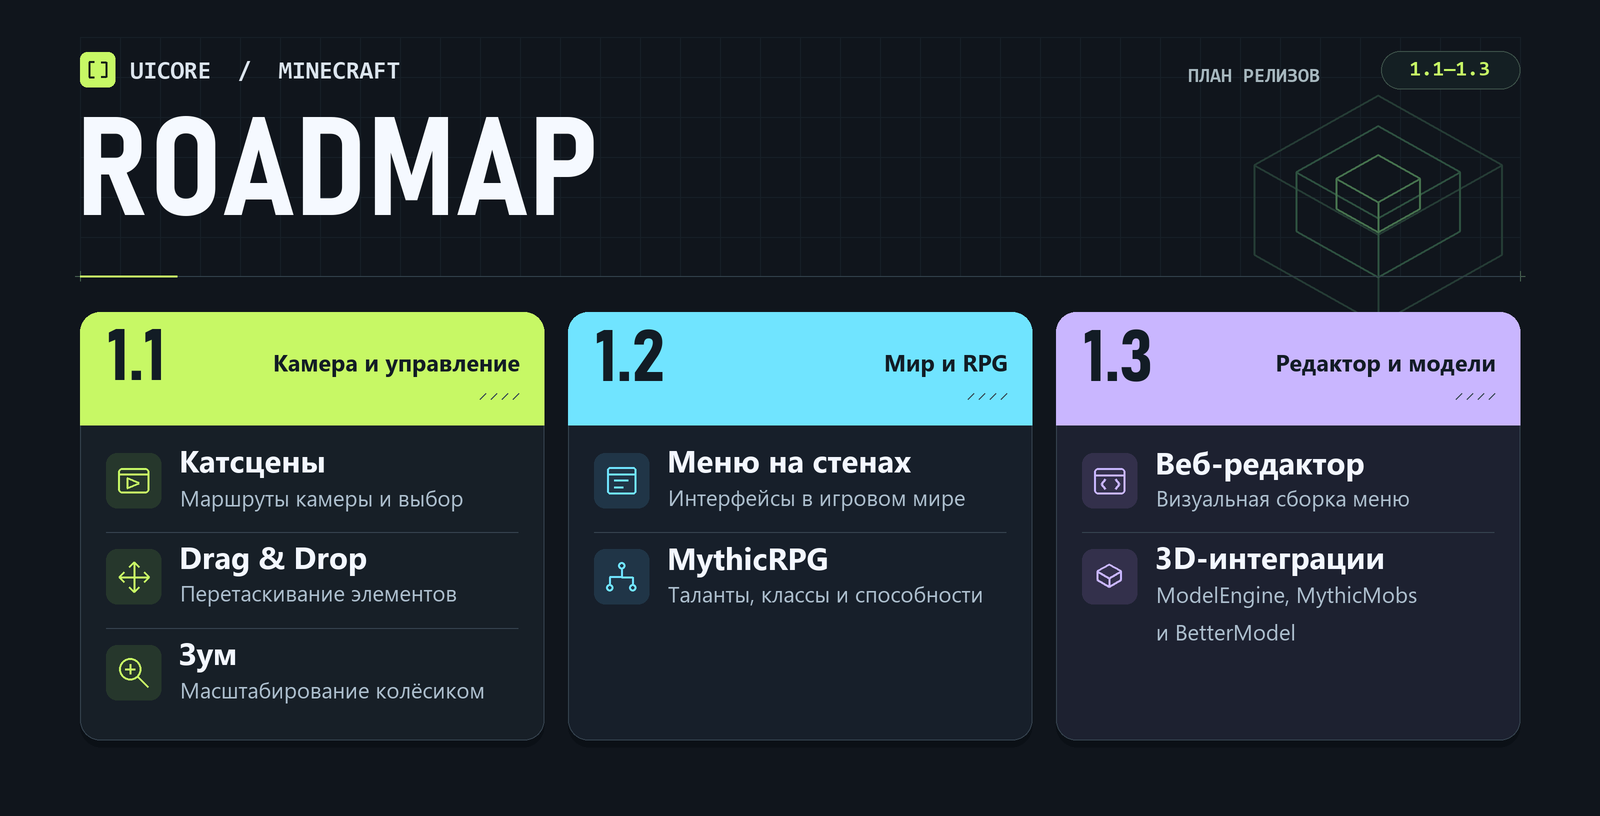 UICORE / MINECRAFT
ПЛАН РЕЛИЗОВ
1.1—1.3
ROADMAP
1.1
Камера и управление
Катсцены
Маршруты камеры и выбор
Drag & Drop
Перетаскивание элементов
Зум
Масштабирование колёсиком
1.2
Мир и RPG
Меню на стенах
Интерфейсы в игровом мире
MythicRPG
Таланты, классы и способности
1.3
Редактор и модели
Веб-редактор
Визуальная сборка меню
3D-интеграции
ModelEngine, MythicMobs
и BetterModel